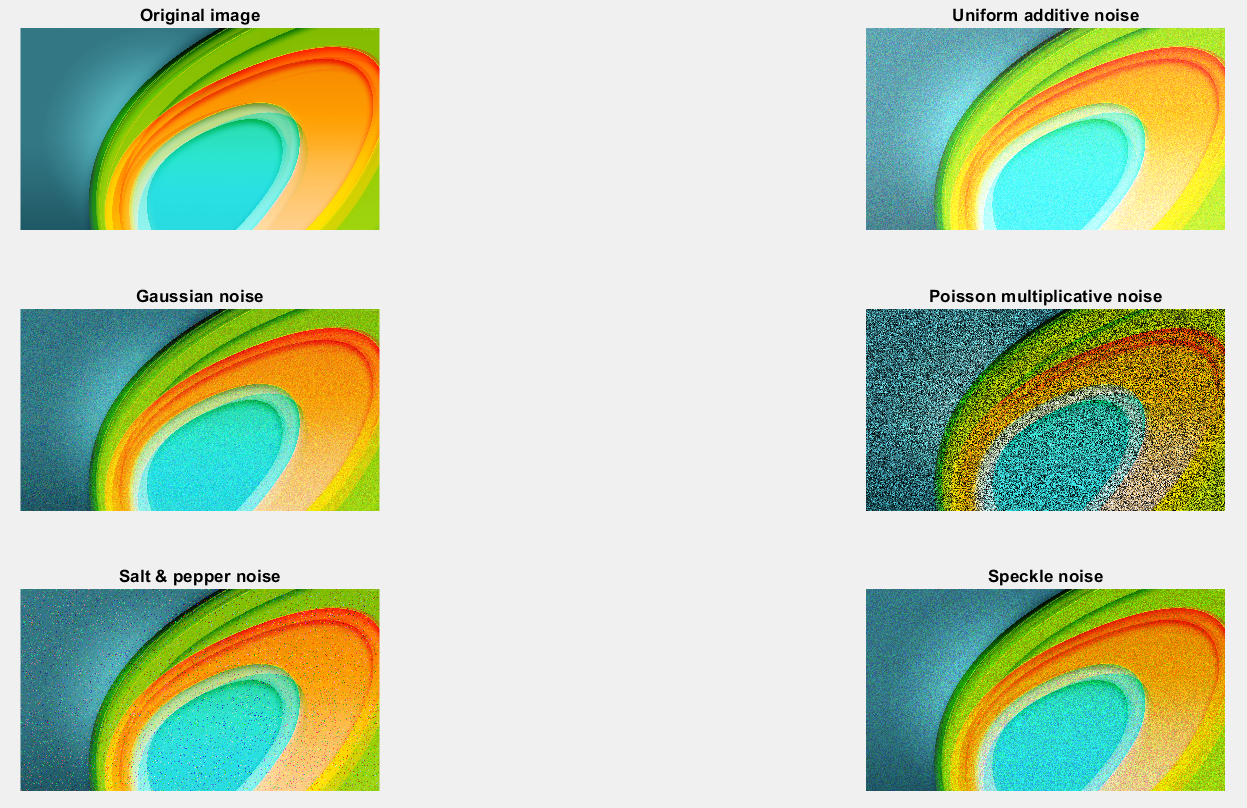 Original image
Uniform additive noise
Gaussian noise
Poisson multiplicative noise
Salt & pepper noise
Speckle noise